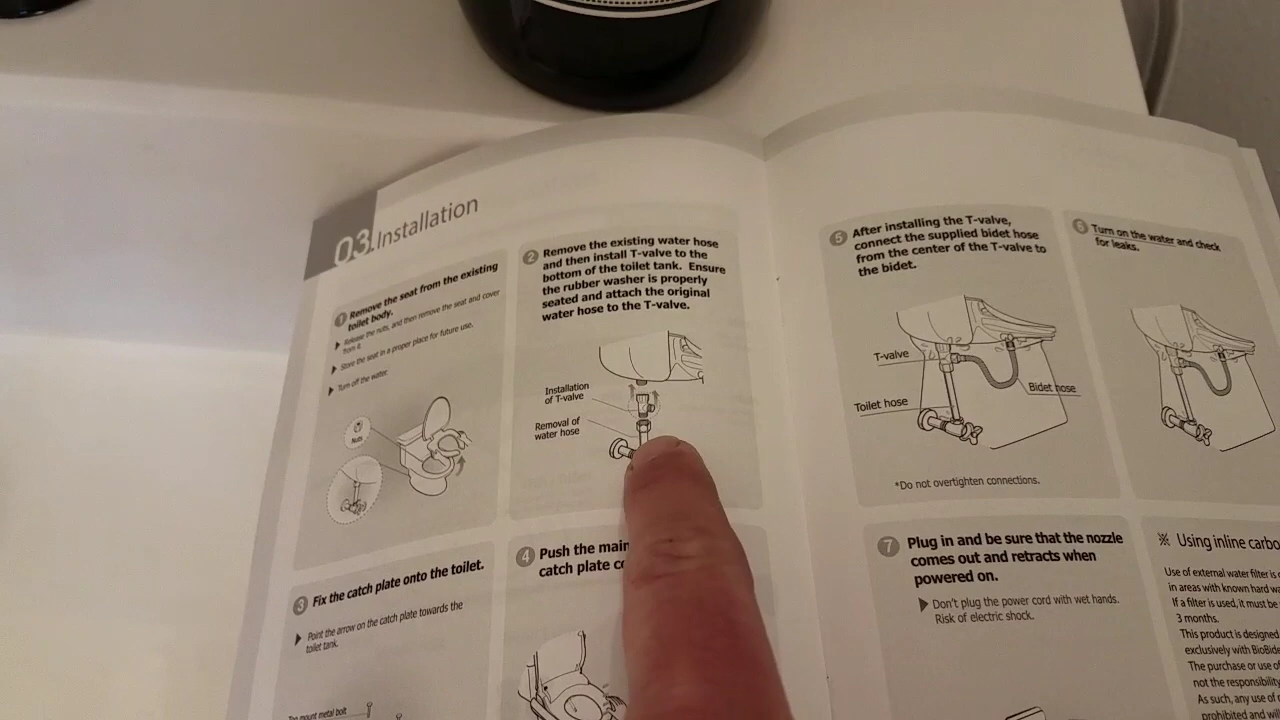 03.Installation
1 Remove the seat from the existing
toilet body.
▶ Release the nuts, and then remove the seat and cover
from it.
▶ Store the seat in a proper place for future use.
▶ Turn off the water.
Nuts
2 Remove the existing water hose
and then install T-valve to the
bottom of the toilet tank. Ensure
the rubber washer is properly
seated and attach the original
water hose to the T-valve.
Installation
of T-valve
Removal of
water hose
3 Fix the catch plate onto the toilet.
▶ Point the arrow on the catch plate towards the
toilet tank.
mount metal bolt
4 Push the main
catch plate
5 After installing the T-valve,
connect the supplied bidet hose
from the center of the T-valve to
the bidet.
T-valve
Toilet hose
Bidet hose
*Do not overtighten connections.
6 Turn on the water and check
for leaks.
7 Plug in and be sure that the nozzle
comes out and retracts when
powered on.
▶ Don't plug the power cord with wet hands.
Risk of electric shock.
※ Using inline carbo
Use of external water filter is
in areas with known hard
If a filter is used, it must be
3 months.
This product is designed
exclusively with BioBide
The purchase or use of
not the responsibility
As such, any use of
prohibited and